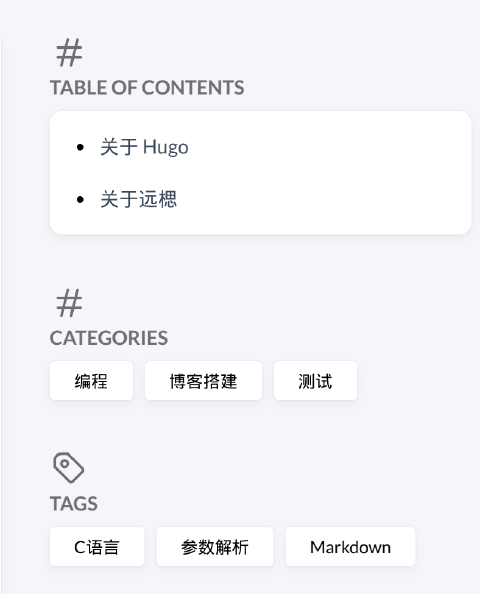 TABLE OF CONTENTS
关于 Hugo
关于远樬
CATEGORIES
编程 博客搭建 测试
TAGS
C语言 参数解析 Markdown